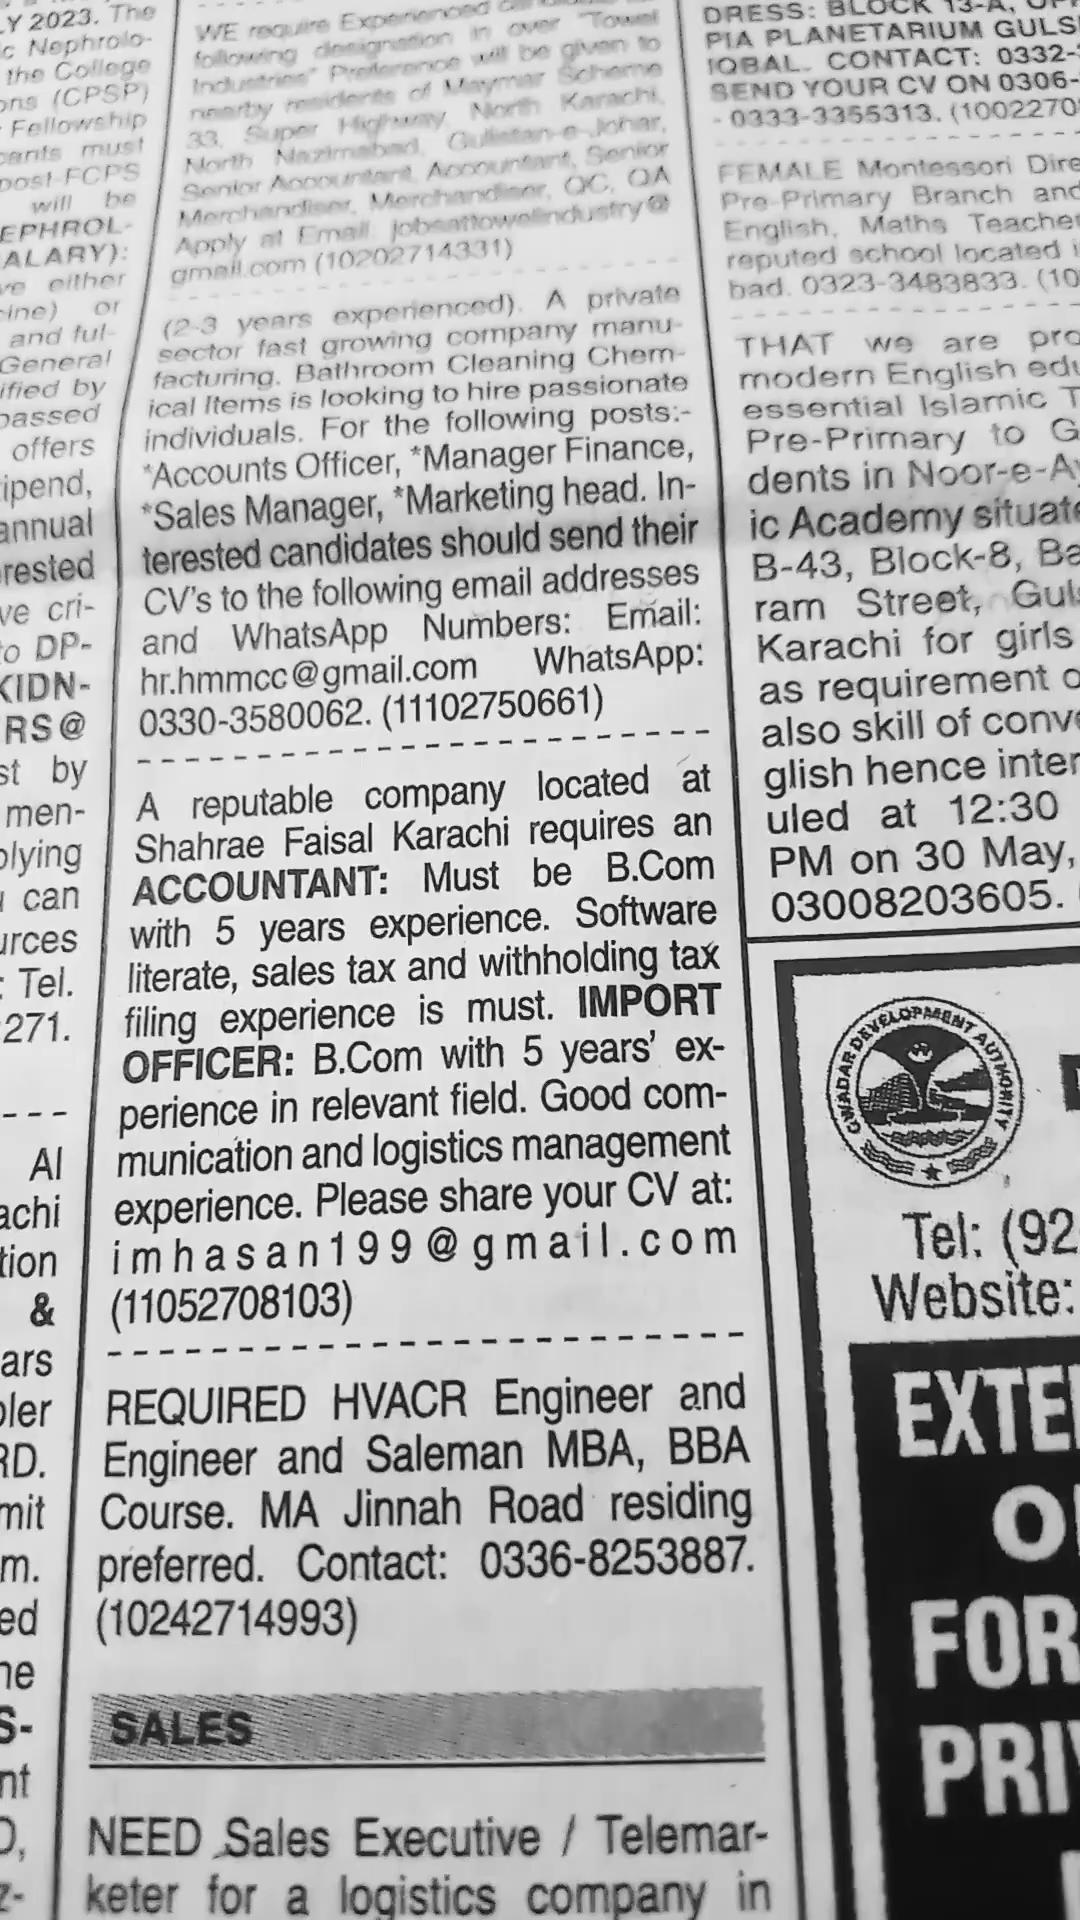 LY 2023. The
c Nephrolo-
the College
ons (CPSP)
Fellowship
cants must
post-FCPS
will be
EPHROL-
ALARY):
ve either
cine) or
and ful-
General
ified by
passed
offers
ipend,
annual
erested
ve cri-
to DP-
KIDN-
RS@
st by
men-
plying
can
urces
: Tel.
271.
Al
achi
tion
&
ars
oler
RD.
mit
m.
ed
he
S-
nt
WE require Experienced
following designation in over "Towel
Industries" Preference will be given to
nearby residents of Maymar Scheme
33, Super Highway, North Karachi,
North Nazimabad, Gulistan-e-Johar,
Senior Accountant, Accountant, Senior
Merchandiser, Merchandiser, QC, QA
Apply at Email. jobsattowelindustry@
gmail.com (10202714331)
(2-3 years experienced). A private
sector fast growing company manu-
facturing. Bathroom Cleaning Chem-
ical Items is looking to hire passionate
individuals. For the following posts:-
*Accounts Officer, *Manager Finance,
*Sales Manager, *Marketing head. In-
terested candidates should send their
CV's to the following email addresses
and WhatsApp Numbers: Email:
hr.hmmcc@gmail.com WhatsApp:
0330-3580062. (11102750661)
A reputable company located at
Shahrae Faisal Karachi requires an
ACCOUNTANT: Must be B.Com
with 5 years experience. Software
literate, sales tax and withholding tax
filing experience is must. IMPORT
OFFICER: B.Com with 5 years' ex-
perience in relevant field. Good com-
munication and logistics management
experience. Please share your CV at:
imhasan199@gmail.com
(11052708103)
REQUIRED HVACR Engineer and
Engineer and Saleman MBA, BBA
Course. MA Jinnah Road residing
preferred. Contact: 0336-8253887.
(10242714993)
SALES
NEED Sales Executive / Telemar-
keter for a logistics company in
DRESS: BLOCK 13-A,
PIA PLANETARIUM GULS
IQBAL. CONTACT: 0332-
SEND YOUR CV ON 0306-
- 0333-3355313. (10022705
FEMALE Montessori Dire
Pre-Primary Branch and
English, Maths Teacher
reputed school located i
bad. 0323-3483833. (10
THAT we are pro
modern English edu
essential Islamic T
Pre-Primary to G
dents in Noor-e-Ay
ic Academy situate
B-43, Block-8, Ba
ram Street, Guls
Karachi for girls
as requirement o
also skill of conve
glish hence inter
uled at 12:30
PM on 30 May,
03008203605.
GWADAR DEVELOPMENT AUTHORITY
Tel: (92
Website:
EXTE
O
FOR
PRI